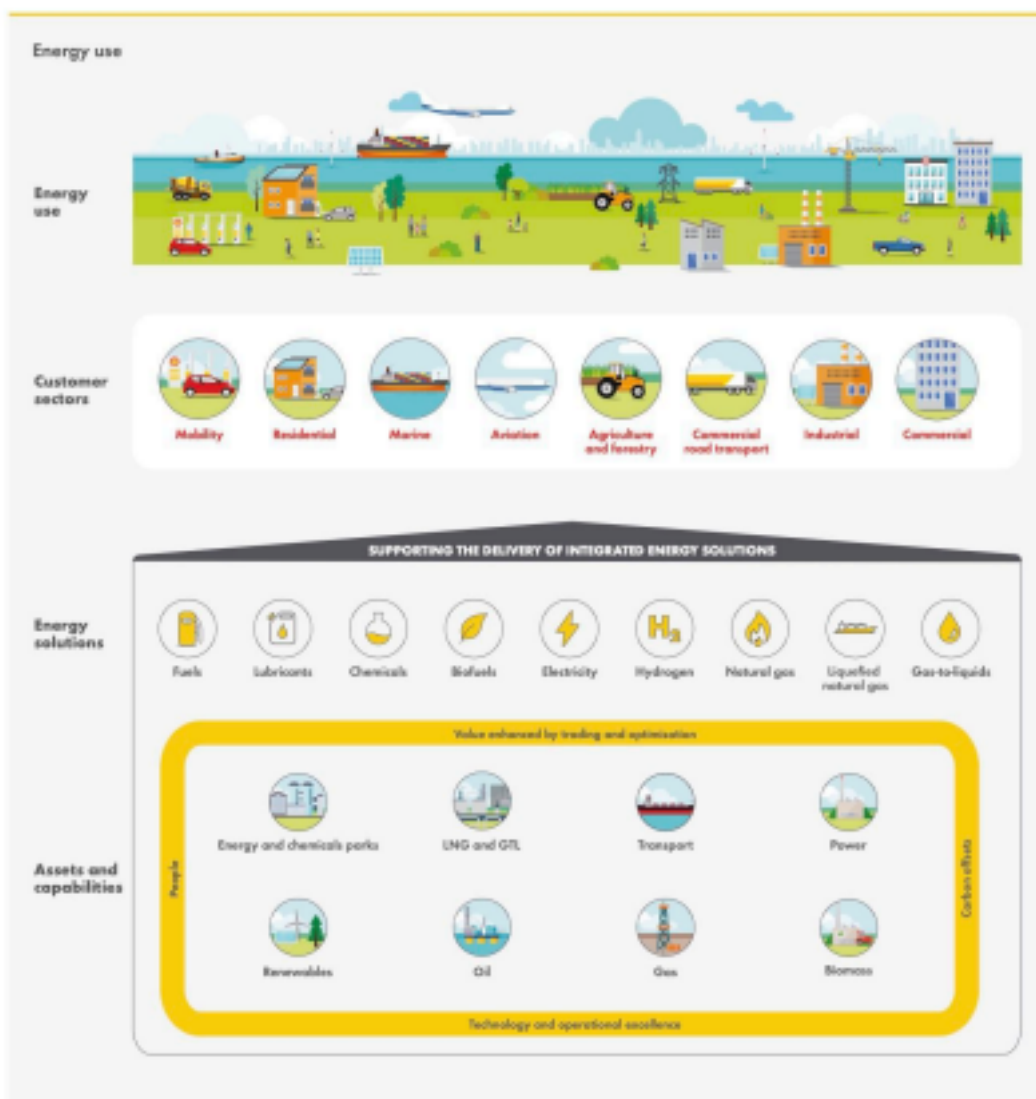 Energy use
Energy
use
Customer
sectors
Mobility
Residential
Marine
Aviation
Agriculture
and forestry
Commercial
road transport
Industrial
Commercial
SUPPORTING THE DELIVERY OF INTEGRATED ENERGY SOLUTIONS
Energy
solutions
H₂
Fuels
Lubricants
Chemicals
Biofuels
Electricity
Hydrogen
Natural gas
Liquefied
natural gas
Gas-to-liquids
Value enhanced by trading and optimisation
Assets and
capabilities
People
Energy and chemicals parks
LNG and GTL
Transport
Power
Carbon offsets
Renewables
Oil
Gas
Biomass
Technology and operational excellence